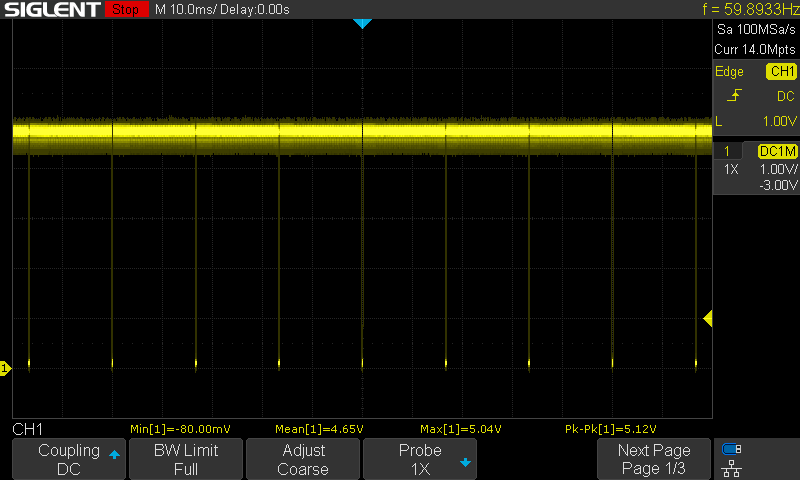 SIGLENT Stop M 10.0ms/ Delay:0.00s f = 59.8933Hz
Sa 100MSa/s
Curr 14.0Mpts
Edge CH1
DC
L 1.00V
1 DC1M
1X 1.00V/
-3.00V
1
CH1 Min[1]=-80.00mV Mean[1]=4.65V Max[1]=5.04V Pk-Pk[1]=5.12V
Coupling BW Limit Adjust Probe Next Page
DC Full Coarse 1X Page 1/3